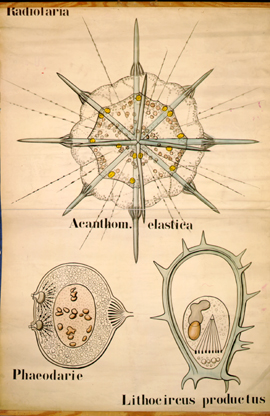 Radiolaria
Acanthom. elastica
Phaeodarie
Lithocircus productus